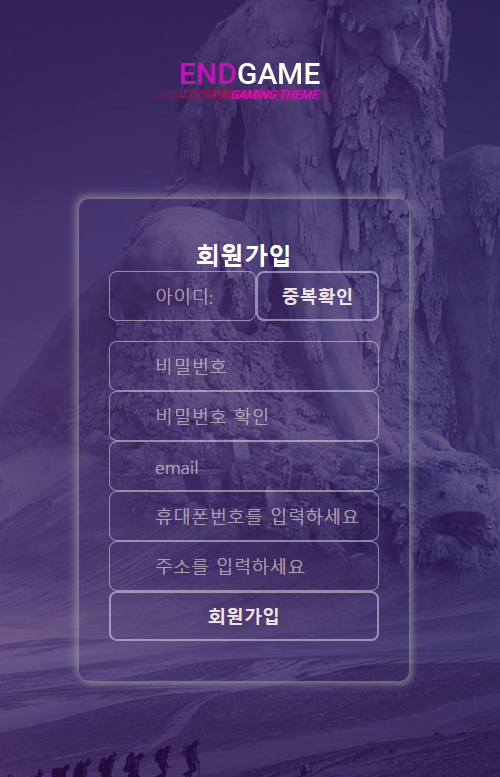 ENDGAME
GAMING THEME
회원가입
아이디: 중복확인
비밀번호
비밀번호 확인
email
휴대폰번호를 입력하세요
주소를 입력하세요
회원가입